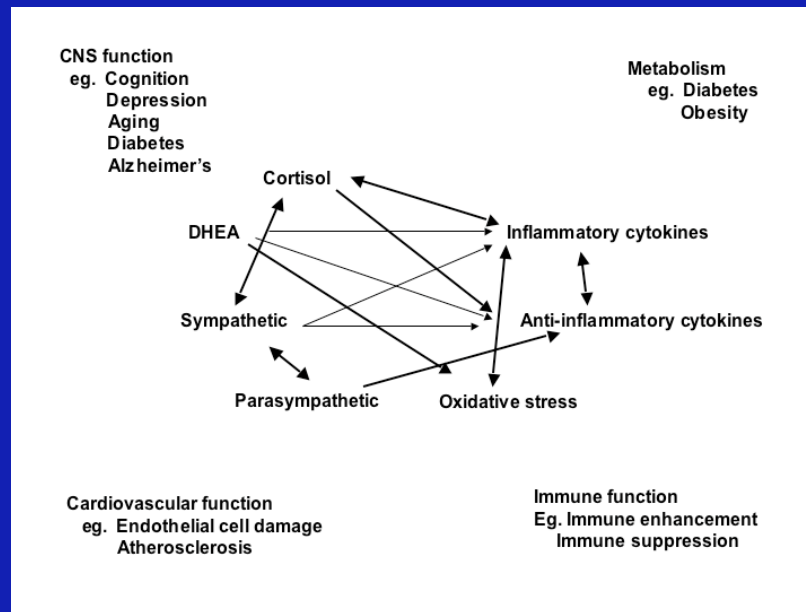 CNS function
eg. Cognition
Depression
Aging
Diabetes
Alzheimer's
Metabolism
eg. Diabetes
Obesity
Cortisol
DHEA
Inflammatory cytokines
Sympathetic
Anti-inflammatory cytokines
Parasympathetic
Oxidative stress
Cardiovascular function
eg. Endothelial cell damage
Atherosclerosis
Immune function
Eg. Immune enhancement
Immune suppression